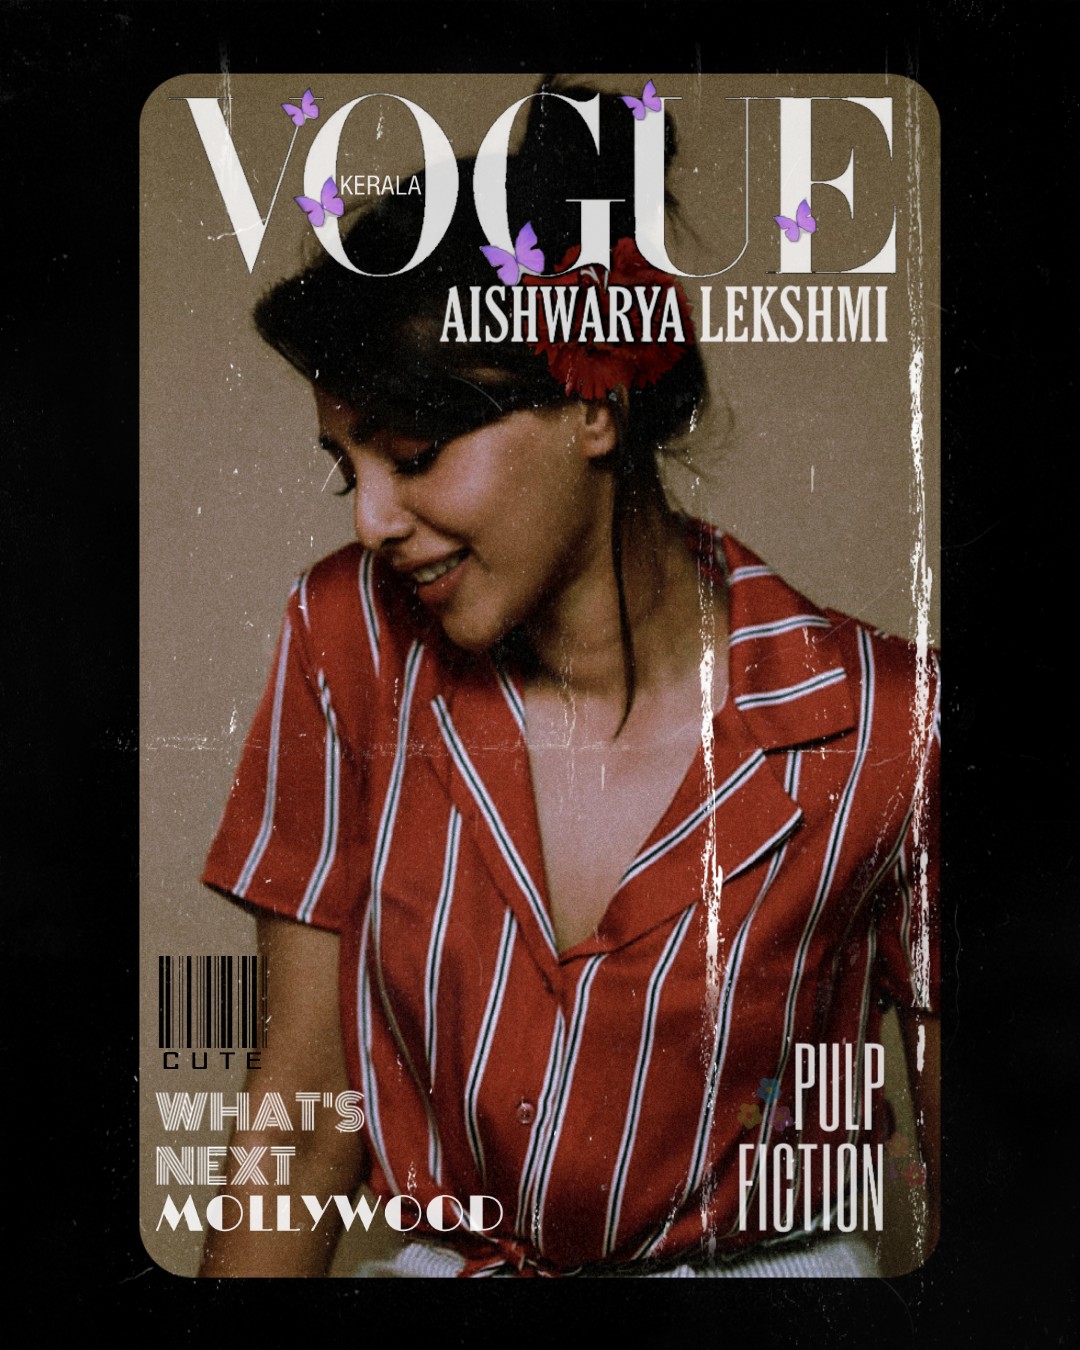 VOGUE
KERALA
AISHWARYA LEKSHMI
CUTE
WHAT'S
NEXT
MOLLYWOOD
PULP
FICTION